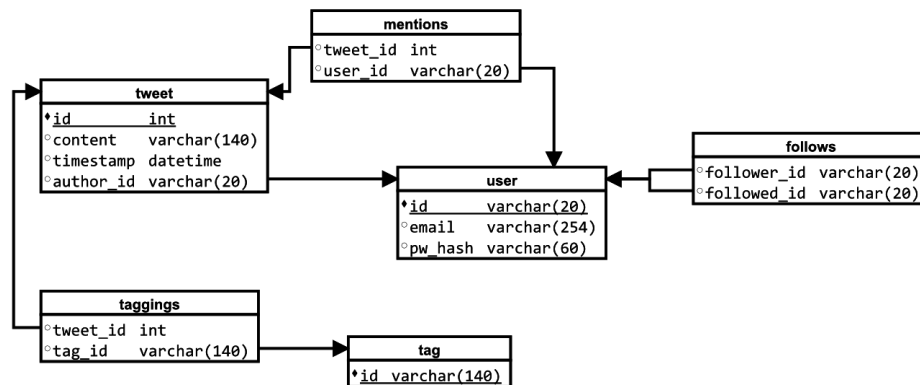 mentions
tweet_id int
user_id varchar(20)
tweet
id int
content varchar(140)
timestamp datetime
author_id varchar(20)
follows
follower_id varchar(20)
followed_id varchar(20)
user
id varchar(20)
email varchar(254)
pw_hash varchar(60)
taggings
tweet_id int
tag_id varchar(140)
tag
id varchar(140)